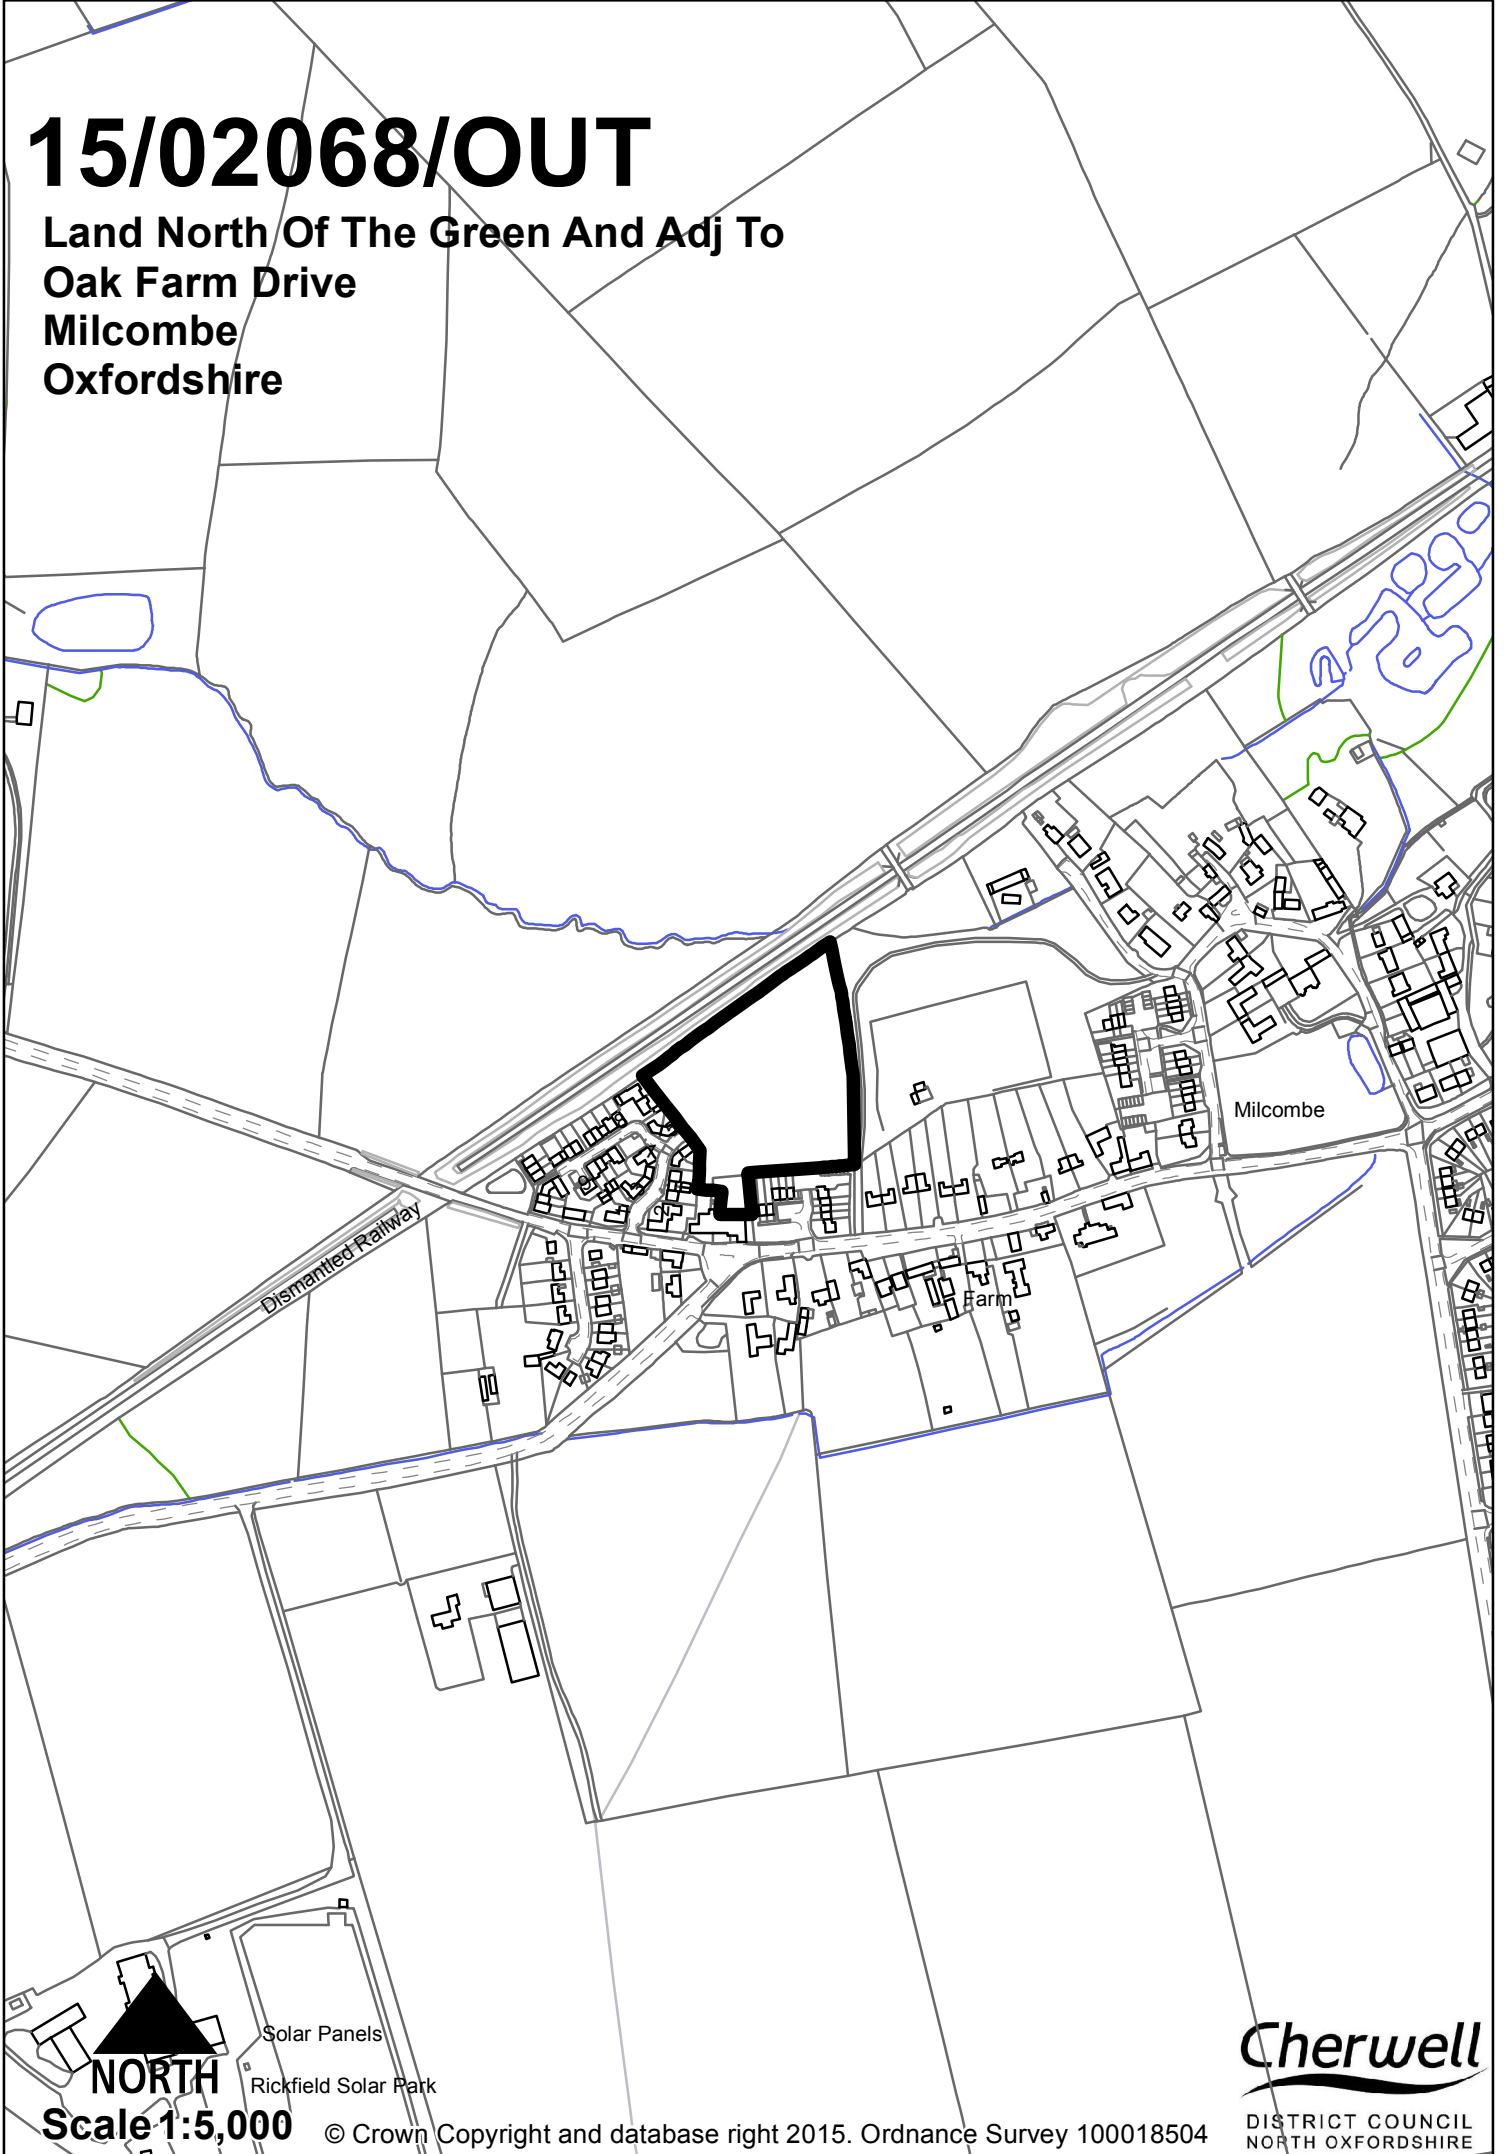 15/02068/OUT
Land North Of The Green And Adj To
Oak Farm Drive
Milcombe
Oxfordshire
Milcombe
Dismantled Railway
Farm
Solar Panels
Rickfield Solar Park
NORTH
Scale 1:5,000
© Crown Copyright and database right 2015. Ordnance Survey 100018504
Cherwell
DISTRICT COUNCIL
NORTH OXFORDSHIRE